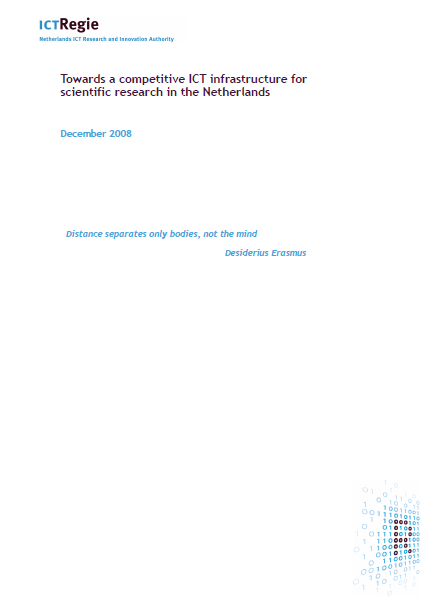 ICTRegie
Netherlands ICT Research and Innovation Authority
Towards a competitive ICT infrastructure for
scientific research in the Netherlands
December 2008
Distance separates only bodies, not the mind
Desiderius Erasmus